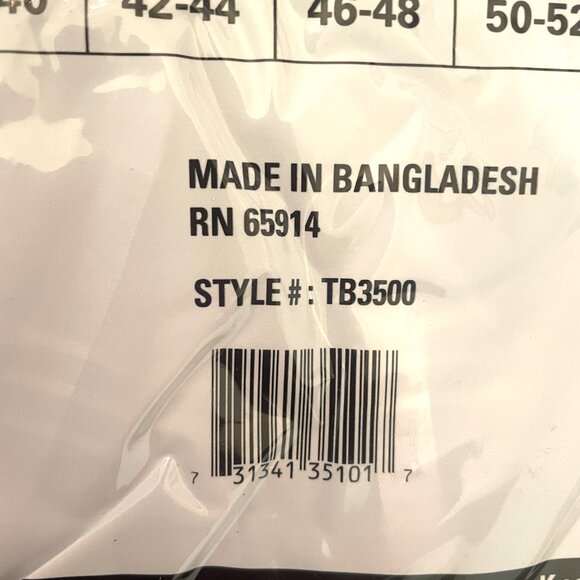 42-44 46-48 50-52
MADE IN BANGLADESH
RN 65914
STYLE #: TB3500
7 31341 35101 7